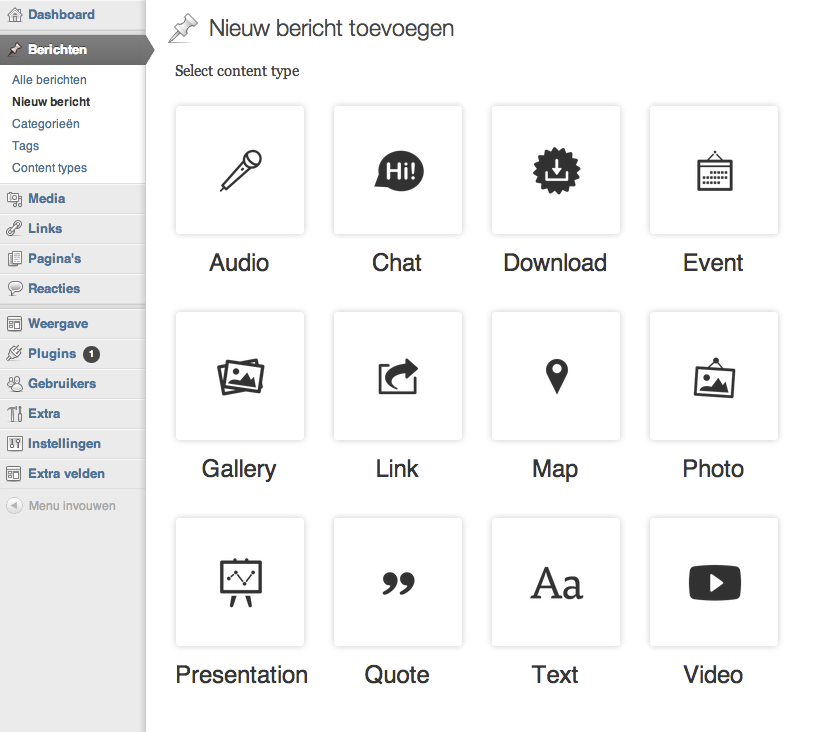 Dashboard
Berichten
Alle berichten
Nieuw bericht
Categorieën
Tags
Content types
Media
Links
Pagina's
Reacties
Weergave
Plugins 1
Gebruikers
Extra
Instellingen
Extra velden
Menu invouwen
Nieuw bericht toevoegen
Select content type
Hi!
Audio Chat Download Event
Gallery Link Map Photo
Aa
Presentation Quote Text Video